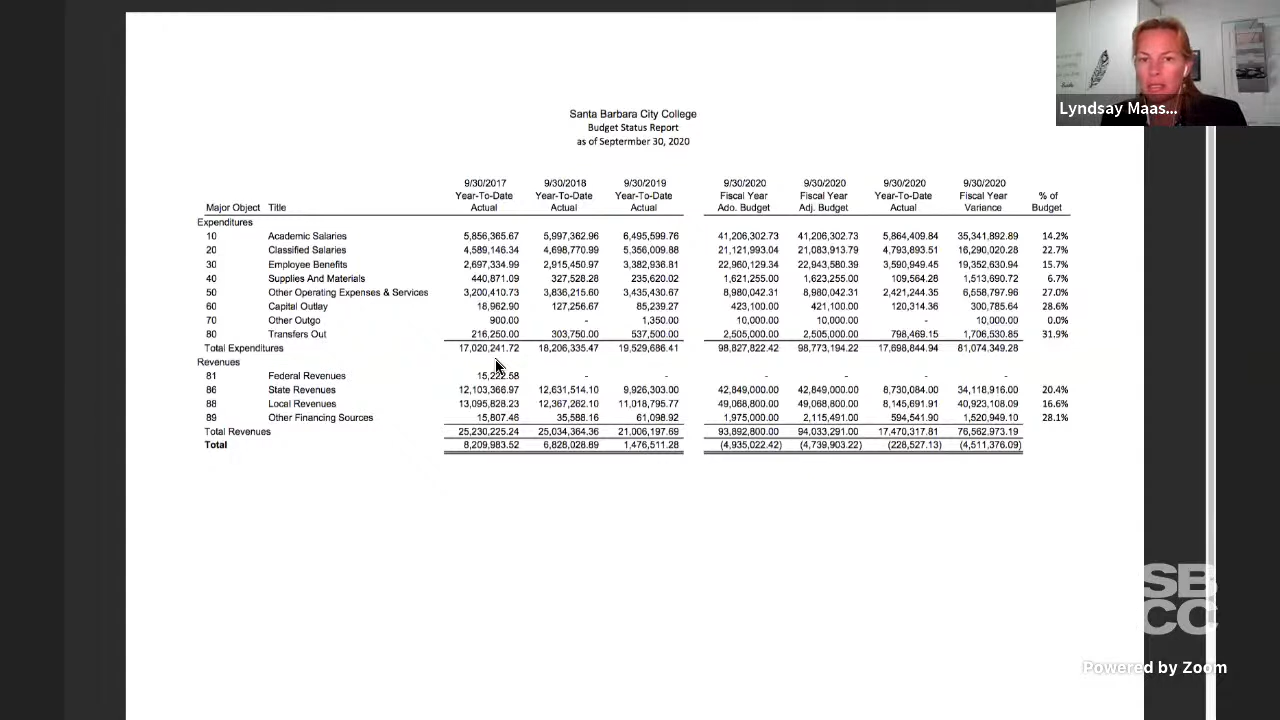 Lyndsay Maas...
Santa Barbara City College
Budget Status Report
as of Septermber 30, 2020
9/30/2017 9/30/2018 9/30/2019 9/30/2020 9/30/2020 9/30/2020 9/30/2020
Year-To-Date Year-To-Date Year-To-Date Fiscal Year Fiscal Year Year-To-Date Fiscal Year % of
Major Object Title Actual Actual Actual Ado. Budget Adj. Budget Actual Variance Budget
Expenditures
10 Academic Salaries 5,856,365.67 5,997,362.96 6,495,599.76 41,206,302.73 41,206,302.73 5,864,409.84 35,341,892.89 14.2%
20 Classified Salaries 4,589,146.34 4,698,770.99 5,356,009.88 21,121,993.04 21,083,913.79 4,793,893.51 16,290,020.28 22.7%
30 Employee Benefits 2,697,334.99 2,915,450.97 3,382,936.81 22,960,129.34 22,943,580.39 3,590,949.45 19,352,630.94 15.7%
40 Supplies And Materials 440,871.09 327,528.28 235,620.02 1,621,255.00 1,623,255.00 109,564.28 1,513,690.72 6.7%
50 Other Operating Expenses & Services 3,200,410.73 3,836,215.60 3,435,430.67 8,980,042.31 8,980,042.31 2,421,244.35 6,558,797.96 27.0%
60 Capital Outlay 18,962.90 127,256.67 85,239.27 423,100.00 421,100.00 120,314.36 300,785.64 28.6%
70 Other Outgo 900.00 - 1,350.00 10,000.00 10,000.00 - 10,000.00 0.0%
80 Transfers Out 216,250.00 303,750.00 537,500.00 2,505,000.00 2,505,000.00 798,469.15 1,706,530.85 31.9%
Total Expenditures 17,020,241.72 18,206,335.47 19,529,686.41 98,827,822.42 98,773,194.22 17,698,844.94 81,074,349.28
Revenues
81 Federal Revenues 15,222.58 - - - - - -
86 State Revenues 12,103,366.97 12,631,514.10 9,926,303.00 42,849,000.00 42,849,000.00 8,730,084.00 34,118,916.00 20.4%
88 Local Revenues 13,095,828.23 12,367,262.10 11,018,795.77 49,068,800.00 49,068,800.00 8,145,691.91 40,923,108.09 16.6%
89 Other Financing Sources 15,807.46 35,588.16 61,098.92 1,975,000.00 2,115,491.00 594,541.90 1,520,949.10 28.1%
Total Revenues 25,230,225.24 25,034,364.36 21,006,197.69 93,892,800.00 94,033,291.00 17,470,317.81 76,562,973.19
Total 8,209,983.52 6,828,028.89 1,476,511.28 (4,935,022.42) (4,739,903.22) (228,527.13) (4,511,376.09)
SB
CC
Powered by Zoom